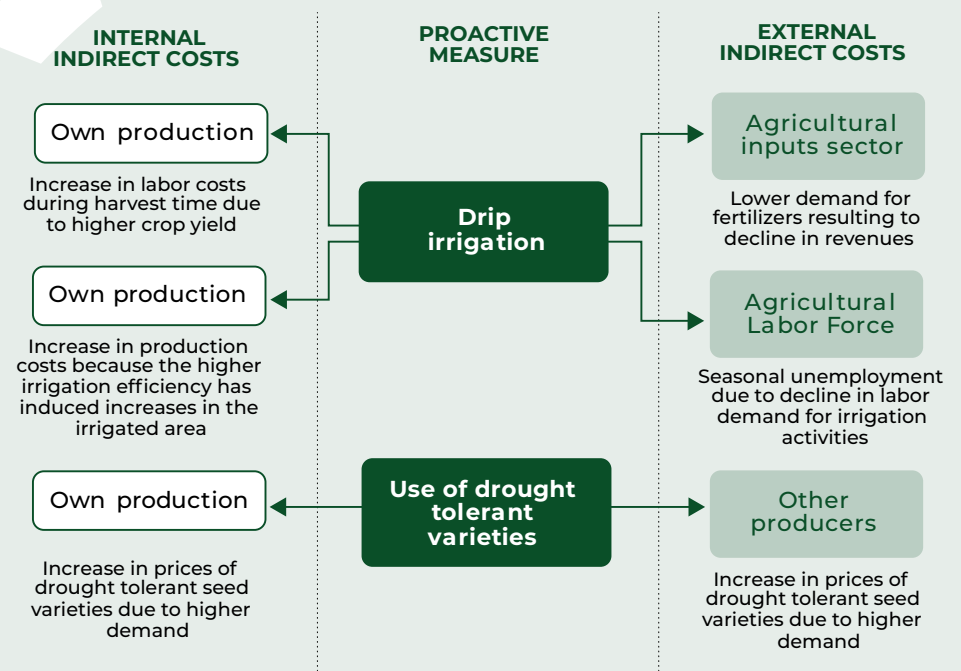 INTERNAL
INDIRECT COSTS
PROACTIVE
MEASURE
EXTERNAL
INDIRECT COSTS
Own production
Increase in labor costs
during harvest time due
to higher crop yield
Own production
Increase in production
costs because the higher
irrigation efficiency has
induced increases in the
irrigated area
Own production
Increase in prices of
drought tolerant seed
varieties due to higher
demand
Drip
irrigation
Use of drought
tolerant
varieties
Agricultural
inputs sector
Lower demand for
fertilizers resulting to
decline in revenues
Agricultural
Labor Force
Seasonal unemployment
due to decline in labor
demand for irrigation
activities
Other
producers
Increase in prices of
drought tolerant seed
varieties due to higher
demand